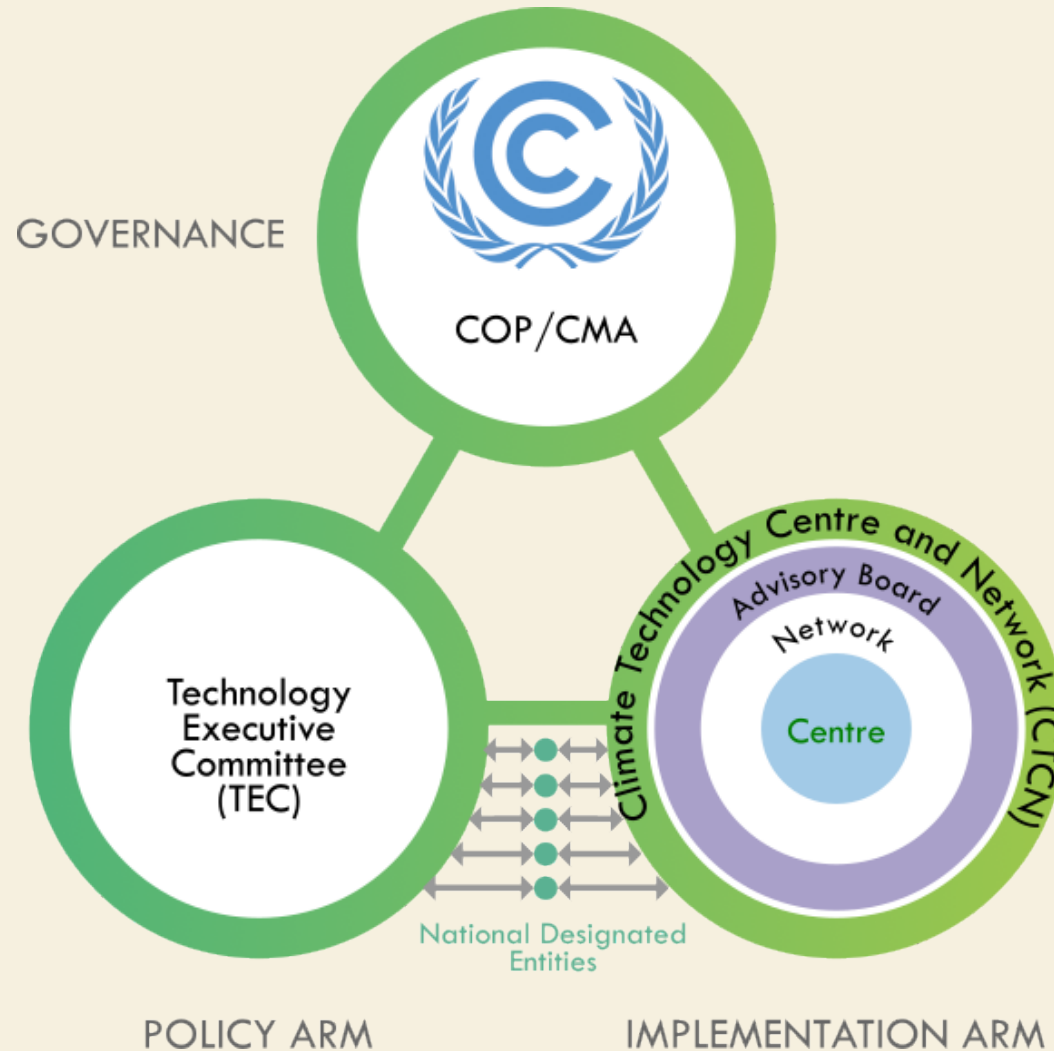 GOVERNANCE
COP/CMA
Technology
Executive
Committee
(TEC)
Climate Technology Centre and Network (CTCN)
Advisory Board
Network
Centre
National Designated
Entities
POLICY ARM
IMPLEMENTATION ARM